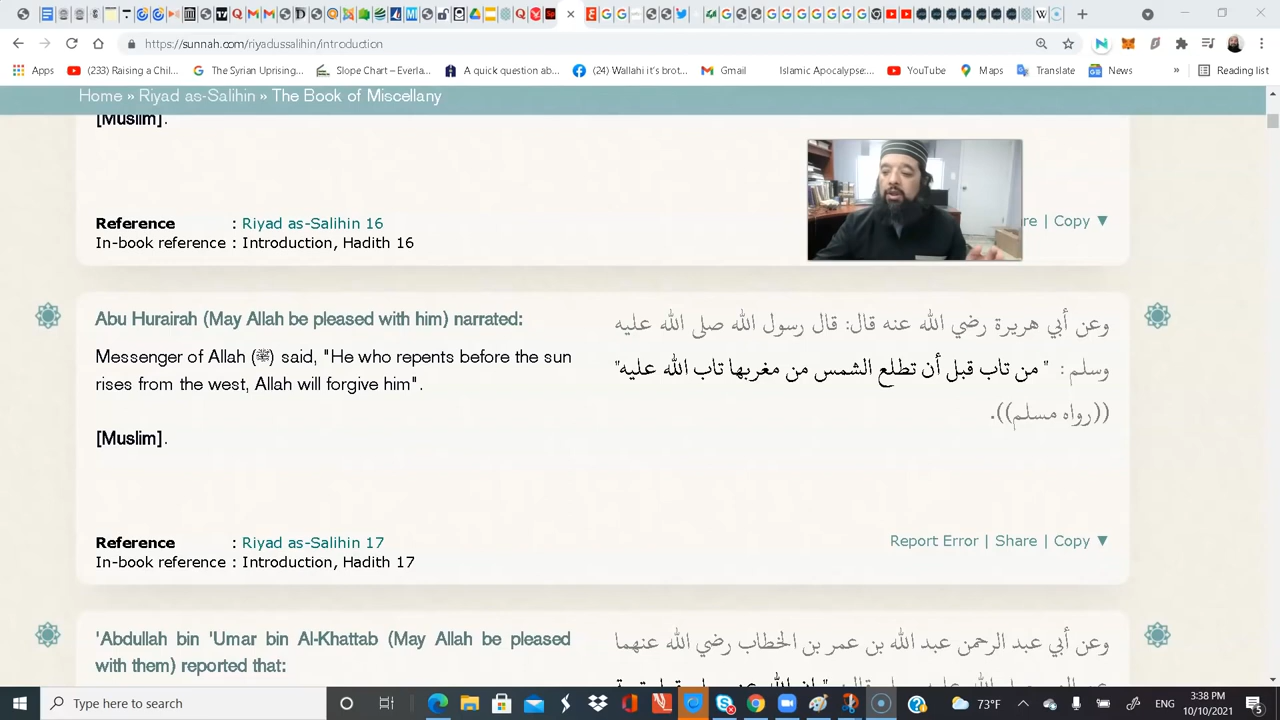 https://sunnah.com/riyadussalihin/introduction
Apps
(233) Raising a Chil...
The Syrian Uprising...
Slope Chart – Everla...
A quick question ab...
(24) Wallahi it's brot...
Gmail
Islamic Apocalypse:...
YouTube
Maps
Translate
News
»
Reading list
Home » Riyad as-Salihin » The Book of Miscellany
[Muslim].
Reference : Riyad as-Salihin 16
In-book reference : Introduction, Hadith 16
re | Copy ▼
Abu Hurairah (May Allah be pleased with him) narrated:
Messenger of Allah (ﷺ) said, "He who repents before the sun
rises from the west, Allah will forgive him".
[Muslim].
وعن أبي هريرة رضي الله عنه قال: قال رسول الله صلى الله عليه
وسلم : " من تاب قبل أن تطلع الشمس من مغربها تاب الله عليه"
((رواه مسلم)).
Reference : Riyad as-Salihin 17
In-book reference : Introduction, Hadith 17
Report Error | Share | Copy ▼
'Abdullah bin 'Umar bin Al-Khattab (May Allah be pleased
with them) reported that:
وعن أبي عبد الرحمن عبد الله بن عمر بن الخطاب رضي الله عنهما
Type here to search
73°F
ENG
3:38 PM
10/10/2021
5